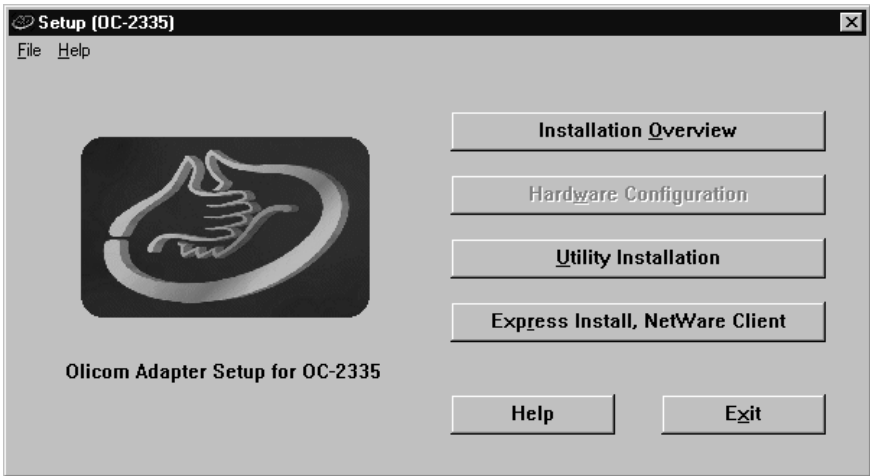 Setup (OC-2335)
File Help
Installation Overview
Hardware Configuration
Utility Installation
Express Install, NetWare Client
Olicom Adapter Setup for OC-2335
Help
Exit